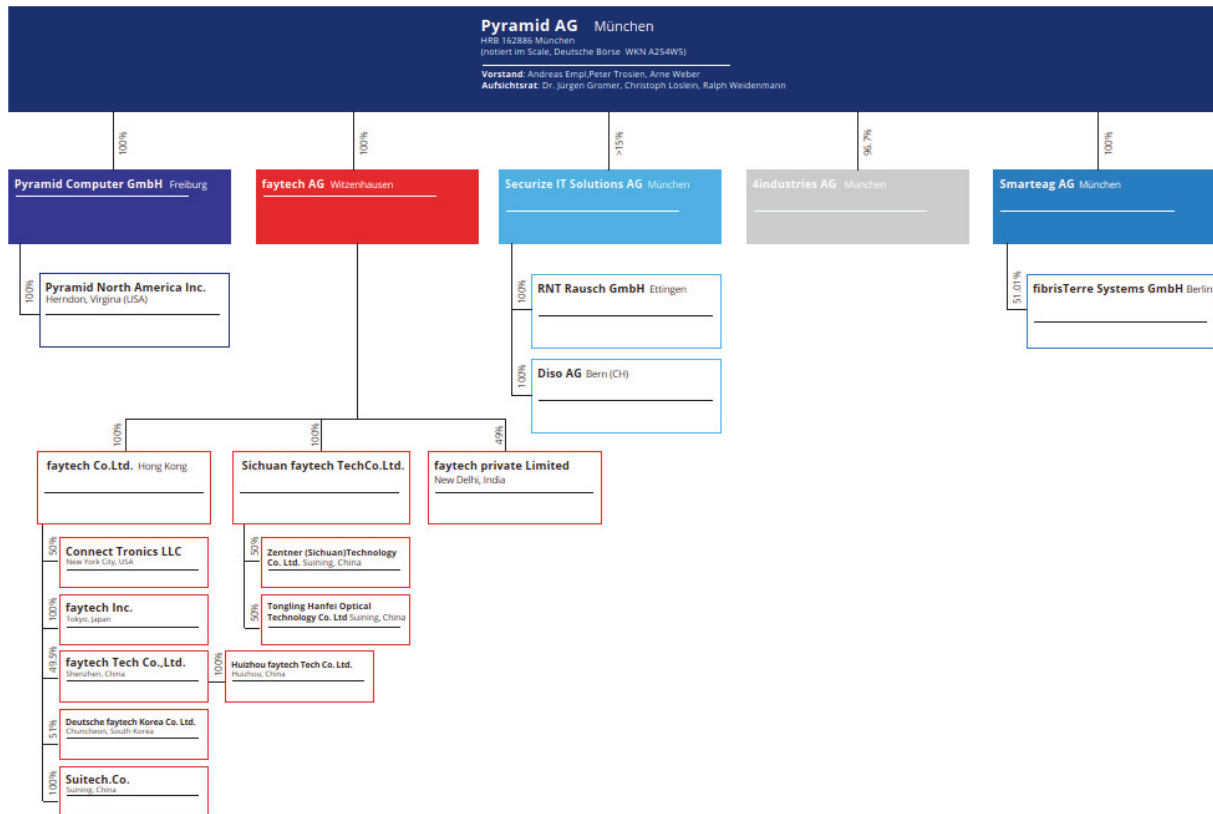 Pyramid AG München
HRB 162886 München
(notiert im Scale, Deutsche Börse WKN A254W5)
Vorstand: Andreas Empl,Peter Trosien, Arne Weber
Aufsichtsrat: Dr. Jürgen Gromer, Christoph Löslein, Ralph Weidenmann
100%
100%
>15%
96.7%
100%
Pyramid Computer GmbH Freiburg
faytech AG Witzenhausen
Securize IT Solutions AG München
4industries AG München
Smarteag AG München
100%
Pyramid North America Inc.
Herndon, Virgina (USA)
100%
RNT Rausch GmbH Ettingen
51.01%
fibrisTerre Systems GmbH Berlin
100%
Diso AG Bern (CH)
100%
100%
49%
faytech Co.Ltd. Hong Kong
Sichuan faytech TechCo.Ltd.
faytech private Limited
New Delhi, India
50%
Connect Tronics LLC
New York City, USA
50%
Zentner (Sichuan)Technology
Co. Ltd. Suining, China
100%
faytech Inc.
Tokyo, Japan
50%
Tongling Hanfei Optical
Technology Co. Ltd Suining, China
49.5%
faytech Tech Co.,Ltd.
Shenzhen, China
100%
Huizhou faytech Tech Co. Ltd.
Huizhou, China
51%
Deutsche faytech Korea Co. Ltd.
Chuncheon, South Korea
100%
Suitech.Co.
Suining, China